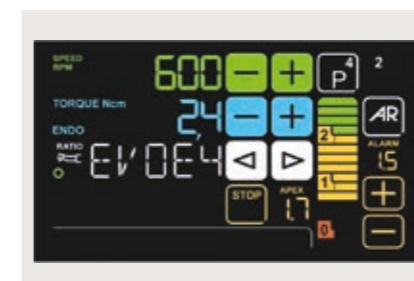 SPEED
RPM
600 − + P4 2
TORQUE Ncm
2,4 − +
AR
ENDO
2
RATIO
EVOE4
ALARM
1.5
STOP
APEX
1.7
1
+
0
−